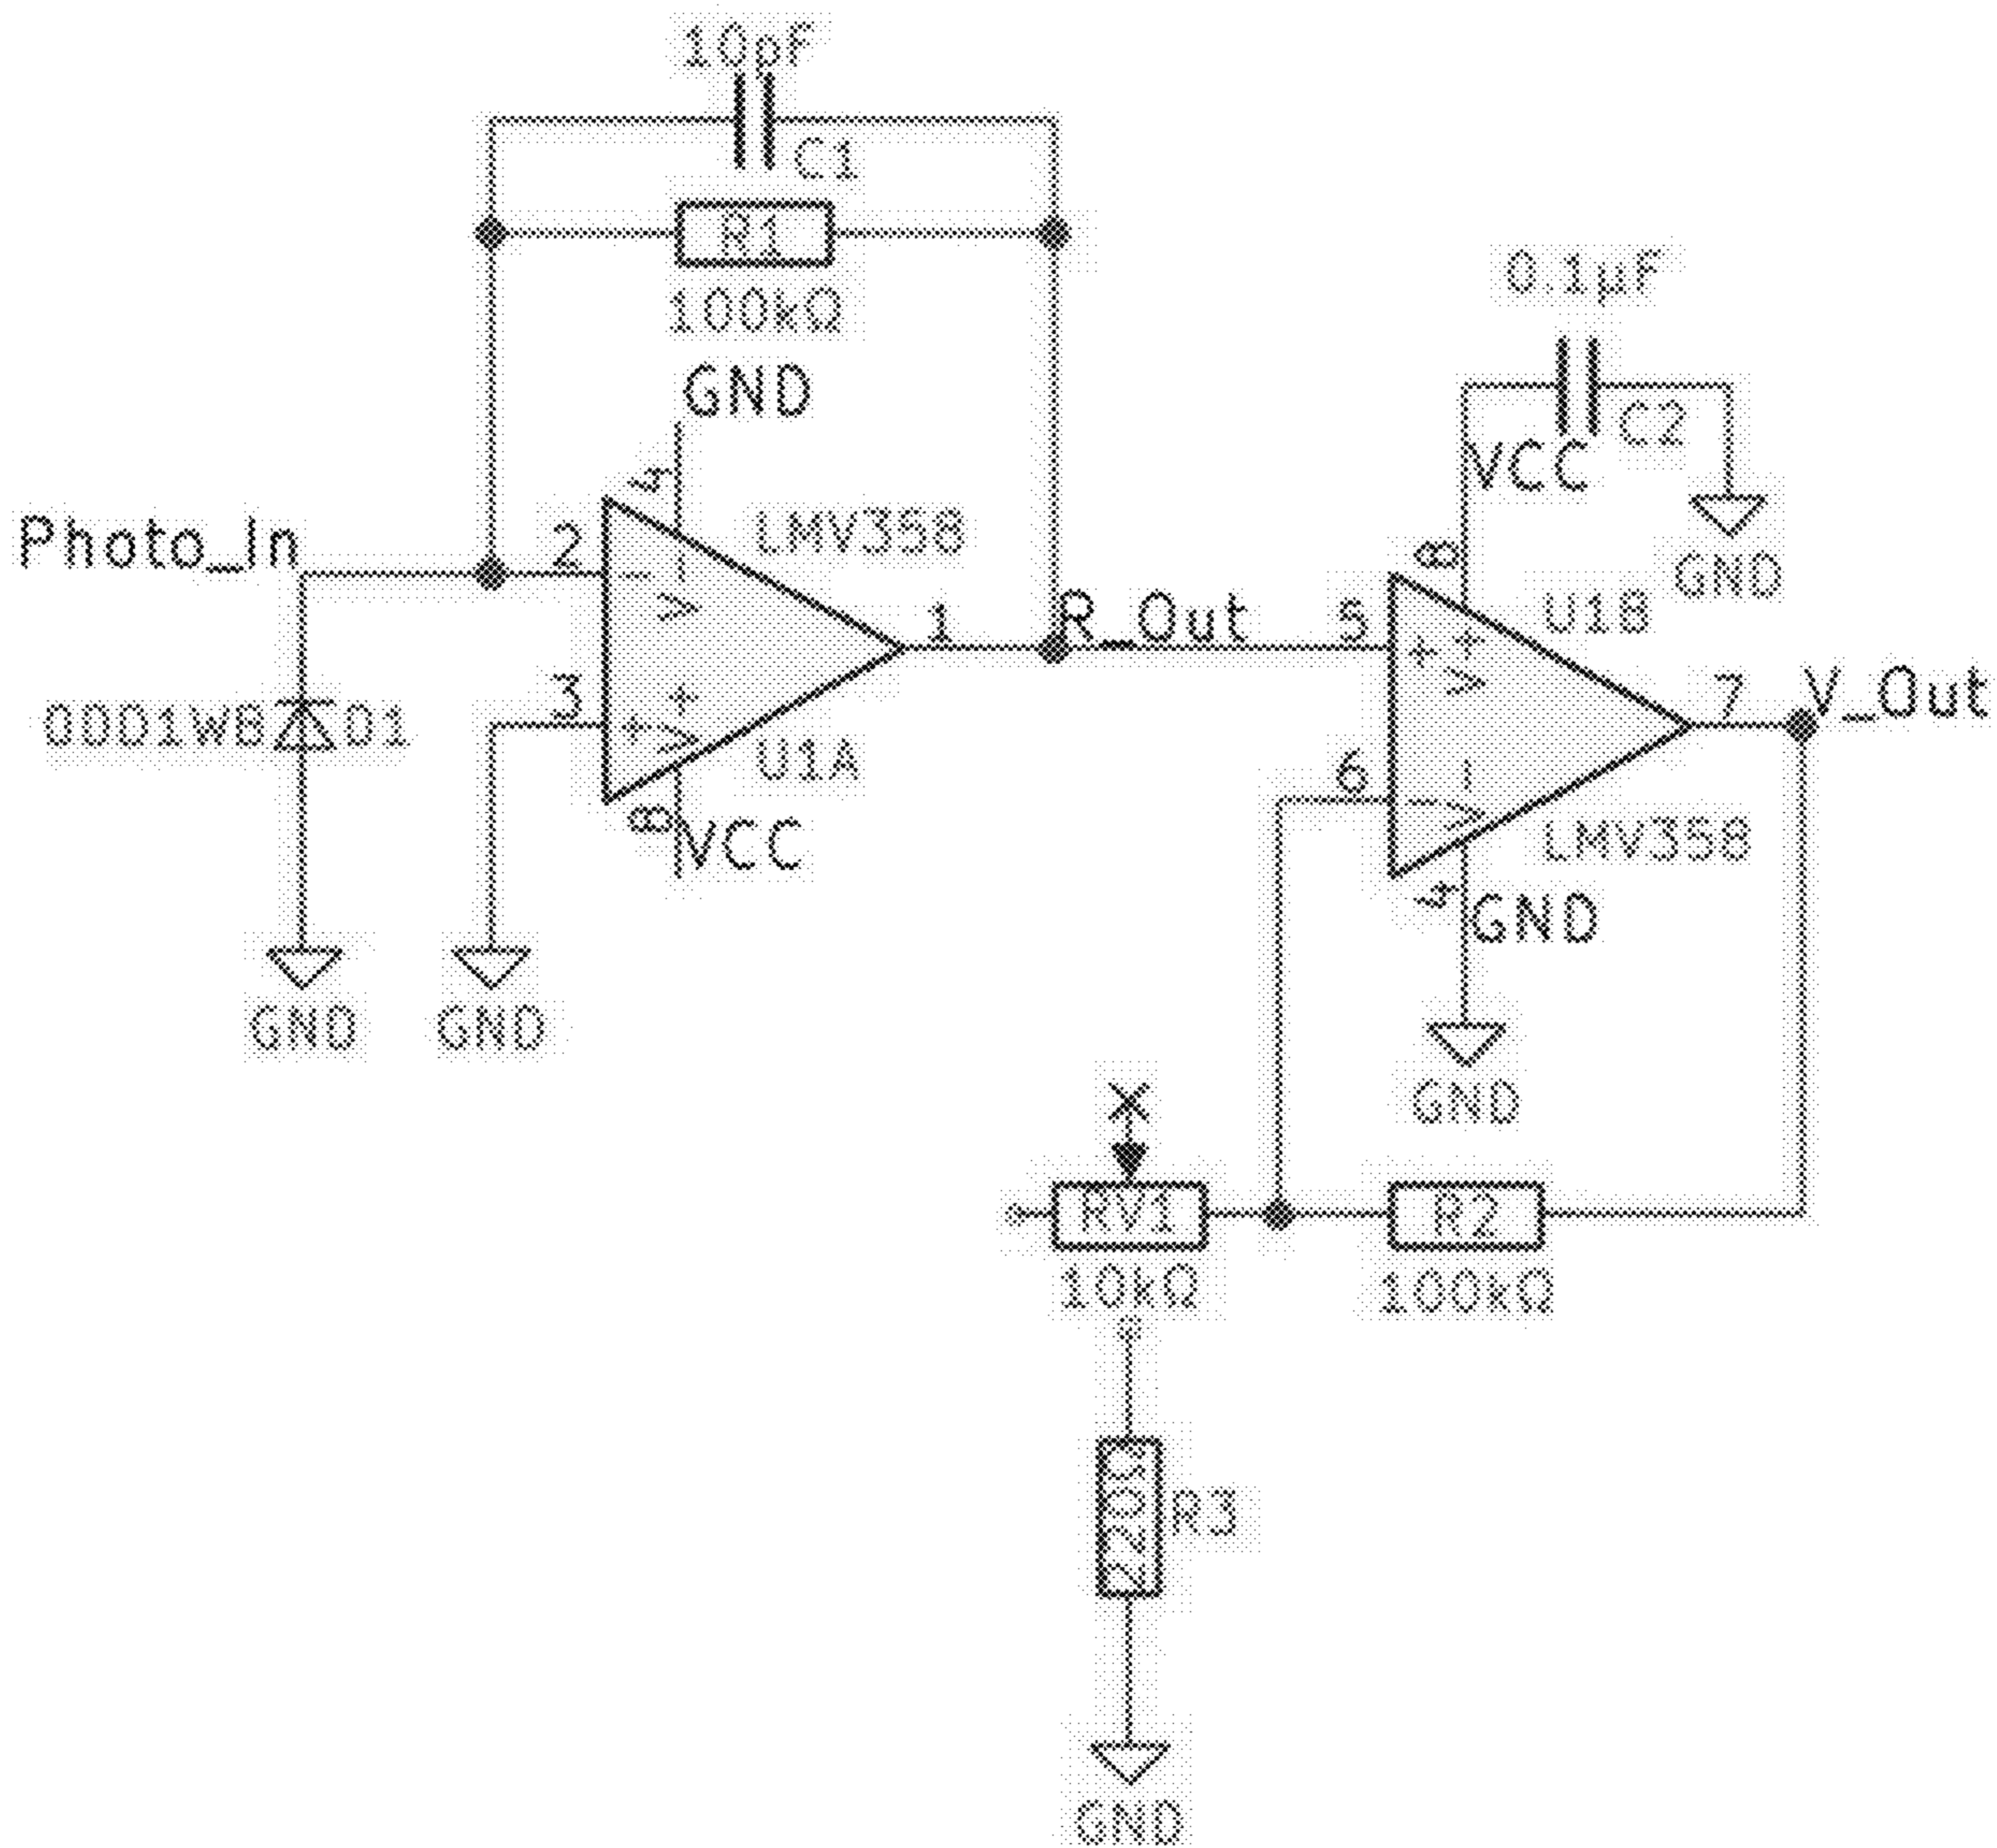 10pF
C1
R1
100kΩ
GND
0.1µF
C2
VCC
GND
4
Photo_In
2
LMV358
-
V-
8
U1B
1
R_Out
5
+
V+
ODD1WB
D1
3
+
V+
U1A
7
V_Out
8
VCC
6
-
V-
LMV358
4
GND
GND
GND
GND
RV1
10kΩ
R2
100kΩ
R3
GND